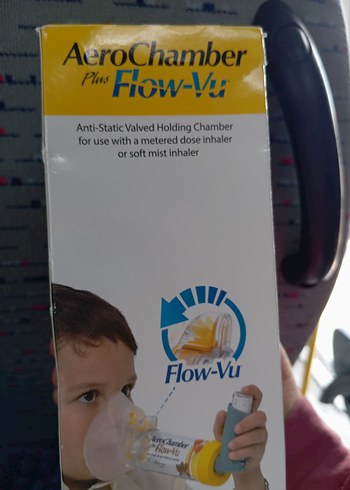 AeroChamber
Plus Flow-Vu
Anti-Static Valved Holding Chamber
for use with a metered dose inhaler
or soft mist inhaler
Flow-Vu
AeroChamber
Flow-Vu